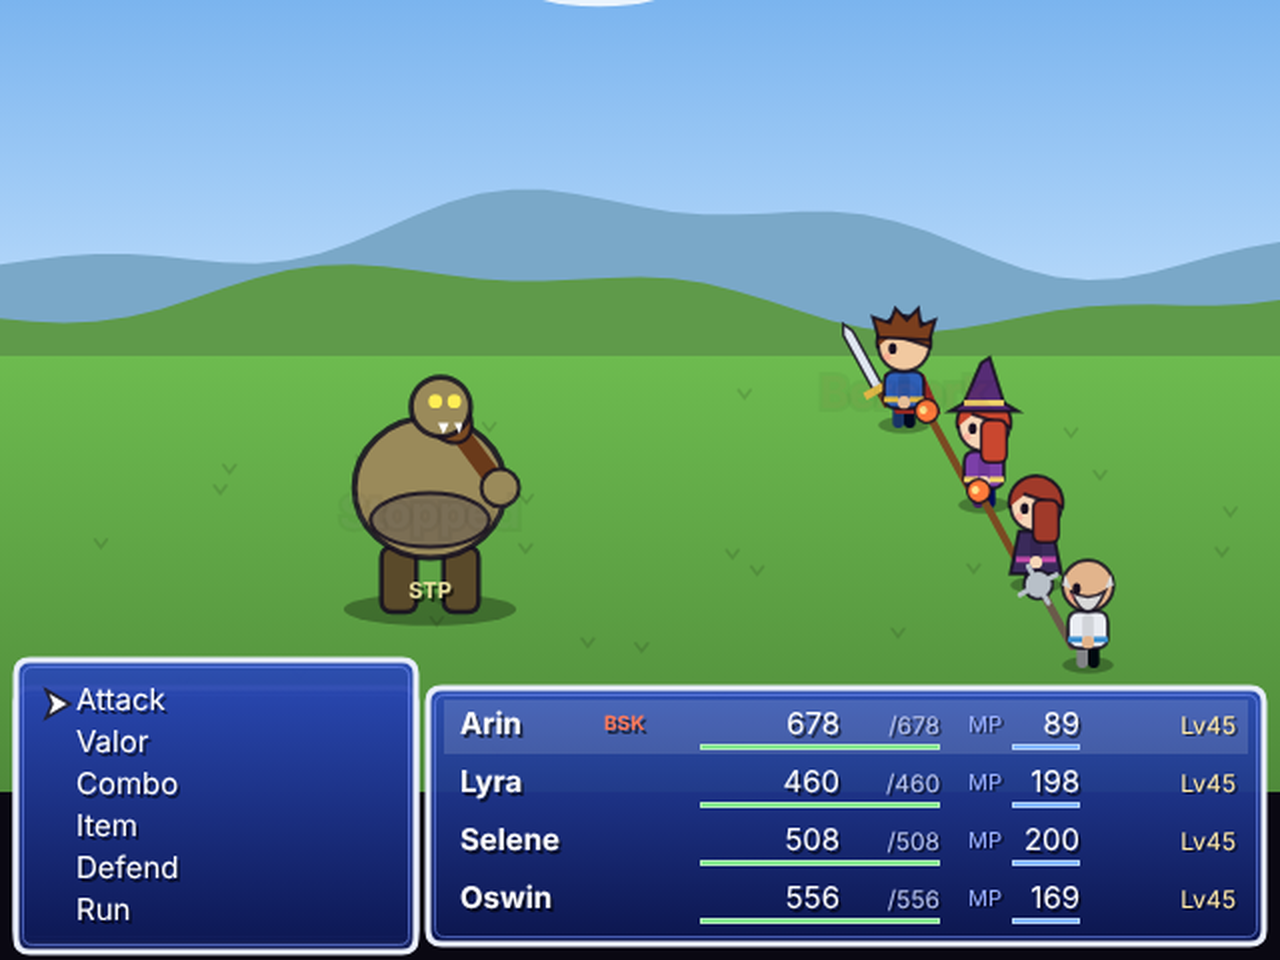 STP
Attack
Valor
Combo
Item
Defend
Run
Arin BSK 678 /678 MP 89 Lv45
Lyra 460 /460 MP 198 Lv45
Selene 508 /508 MP 200 Lv45
Oswin 556 /556 MP 169 Lv45